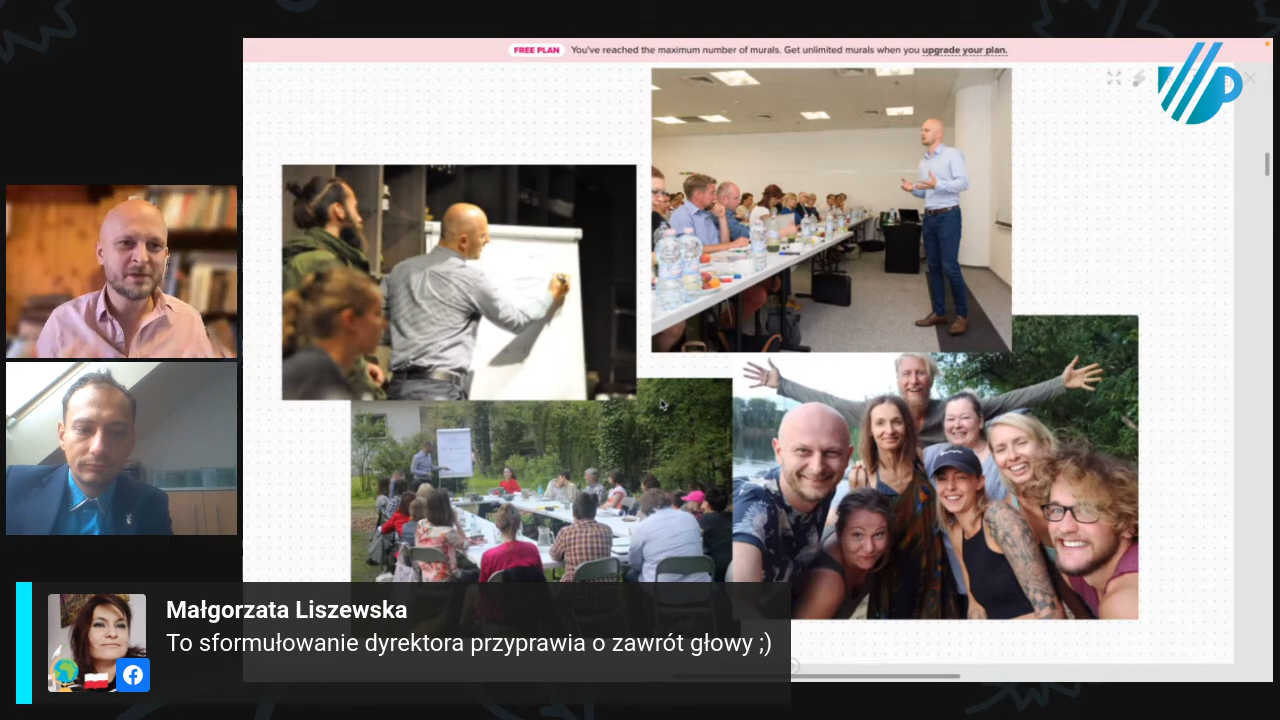 FREE PLAN You've reached the maximum number of murals. Get unlimited murals when you upgrade your plan.
Małgorzata Liszewska
To sformułowanie dyrektora przyprawia o zawrót głowy ;)